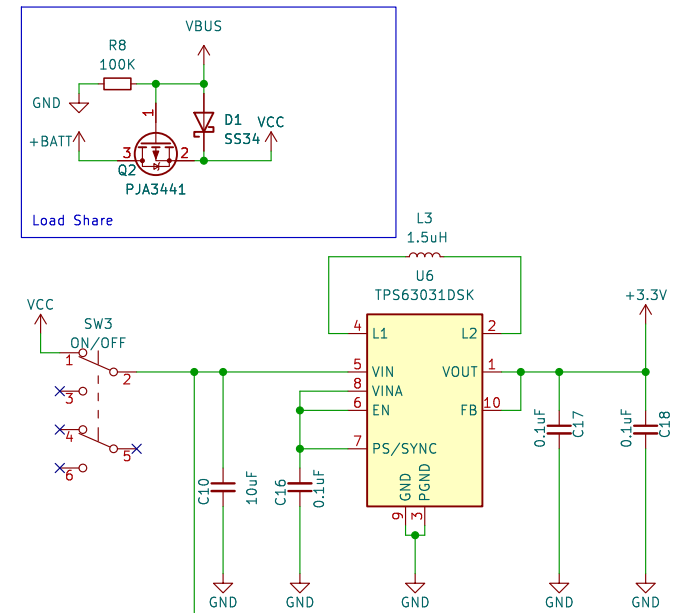 VBUS
R8
100K
GND
1
D1
SS34
VCC
+BATT
3
2
Q2
PJA3441
Load Share
L3
1.5uH
U6
TPS63031DSK
+3.3V
VCC
SW3
ON/OFF
1
2
3
4
5
6
4
L1
L2
2
5
VIN
VOUT
1
8
VINA
6
EN
FB
10
7
PS/SYNC
GND
PGND
9
3
C10
10uF
C16
0.1uF
0.1uF
C17
0.1uF
C18
GND
GND
GND
GND
GND